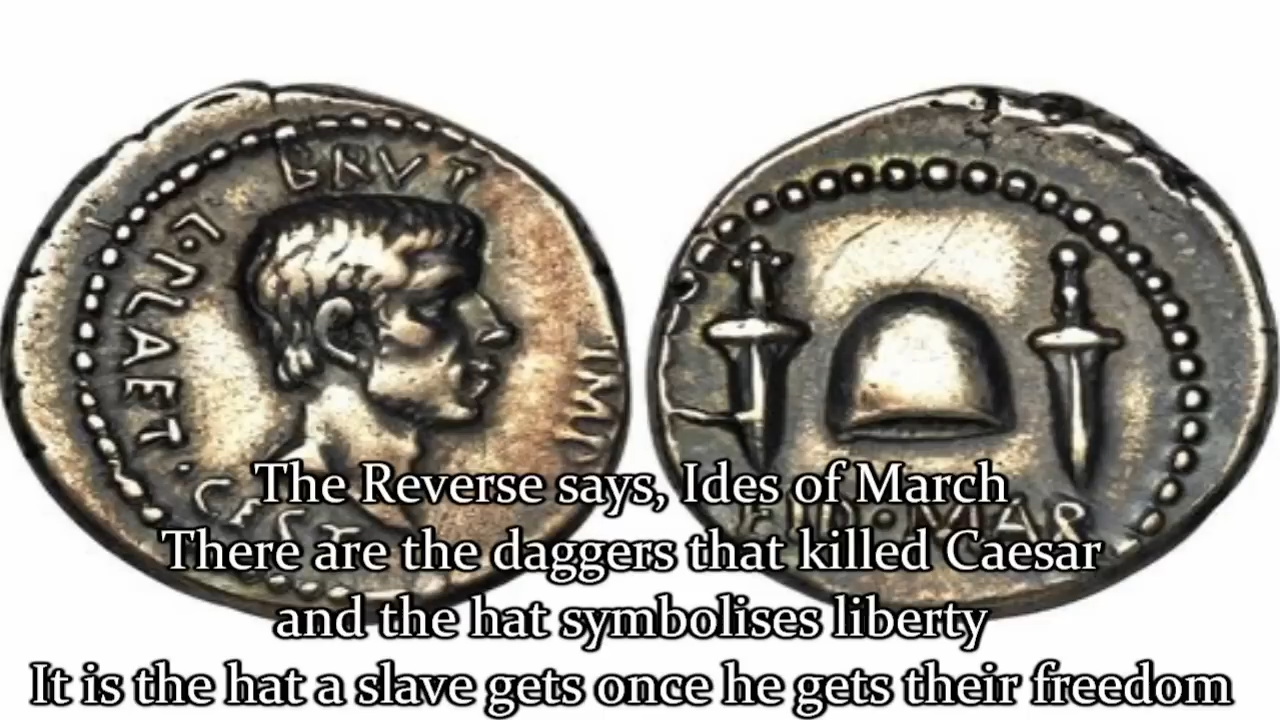 BRVT
IMP
L·PLAET·CEST
EID·MAR
The Reverse says, Ides of March
There are the daggers that killed Caesar
and the hat symbolises liberty
It is the hat a slave gets once he gets their freedom